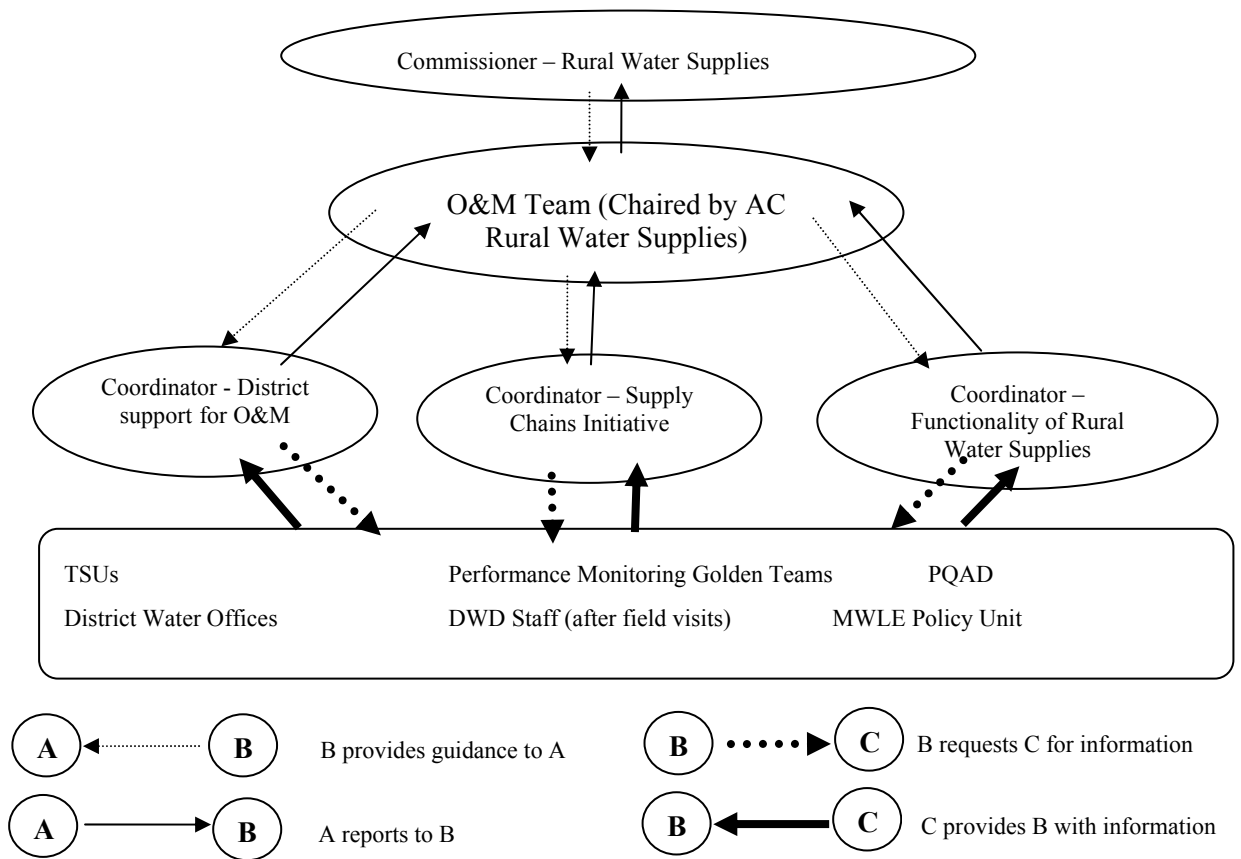 Commissioner – Rural Water Supplies
O&M Team (Chaired by AC
Rural Water Supplies)
Coordinator - District
support for O&M
Coordinator – Supply
Chains Initiative
Coordinator –
Functionality of Rural
Water Supplies
TSUs Performance Monitoring Golden Teams PQAD
District Water Offices DWD Staff (after field visits) MWLE Policy Unit
A B B provides guidance to A
B C B requests C for information
A B A reports to B
B C C provides B with information